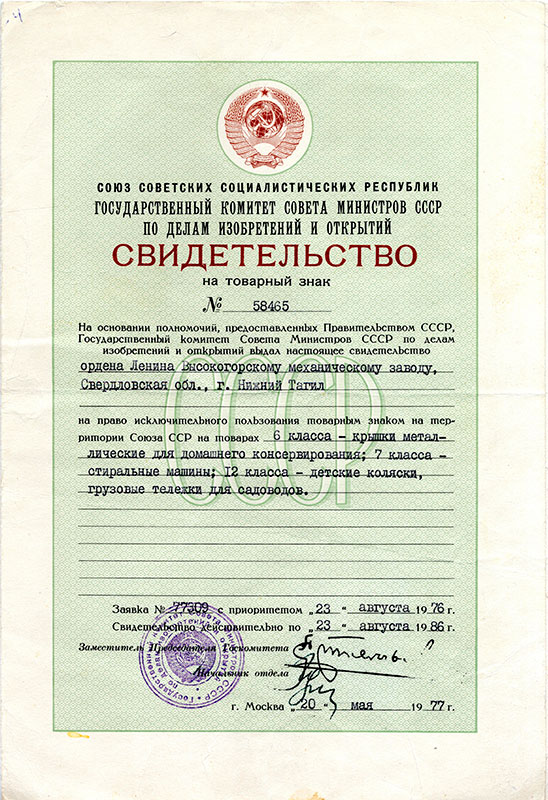 СОЮЗ СОВЕТСКИХ СОЦИАЛИСТИЧЕСКИХ РЕСПУБЛИК
ГОСУДАРСТВЕННЫЙ КОМИТЕТ СОВЕТА МИНИСТРОВ СССР
ПО ДЕЛАМ ИЗОБРЕТЕНИЙ И ОТКРЫТИЙ
СВИДЕТЕЛЬСТВО
на товарный знак
№ 58465
На основании полномочий, предоставленных Правительством СССР,
Государственный комитет Совета Министров СССР по делам
изобретений и открытий выдал настоящее свидетельство
ордена Ленина Высокогорскому механическому заводу,
Свердловская обл., г. Нижний Тагил
СССР
на право исключительного пользования товарным знаком на тер-
ритории Союза ССР на товарах 6 класса – крышки метал-
лические для домашнего консервирования; 7 класса –
стиральные машины; 12 класса – детские коляски,
грузовые тележки для садоводов.
Заявка № 77309 с приоритетом „23“ августа 1976 г.
Свидетельство действительно по „23“ августа 1986 г.
Заместитель Председателя Госкомитета
Начальник отдела
г. Москва „20“ мая 1977 г.